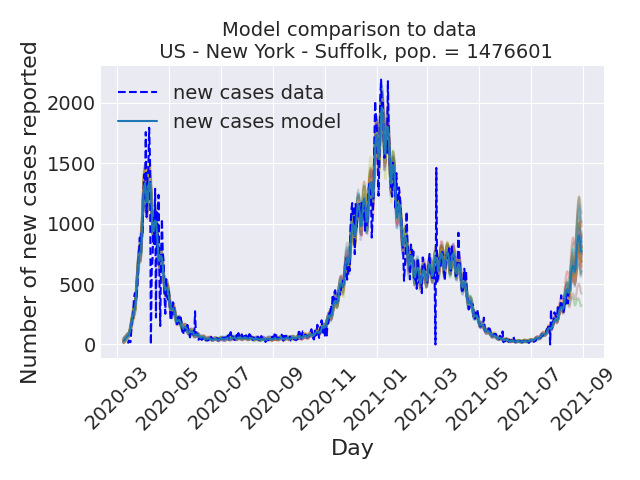 Model comparison to data
US - New York - Suffolk, pop. = 1476601
new cases data
new cases model
Number of new cases reported
2000
1500
1000
500
0
2020-03
2020-05
2020-07
2020-09
2020-11
2021-01
2021-03
2021-05
2021-07
2021-09
Day